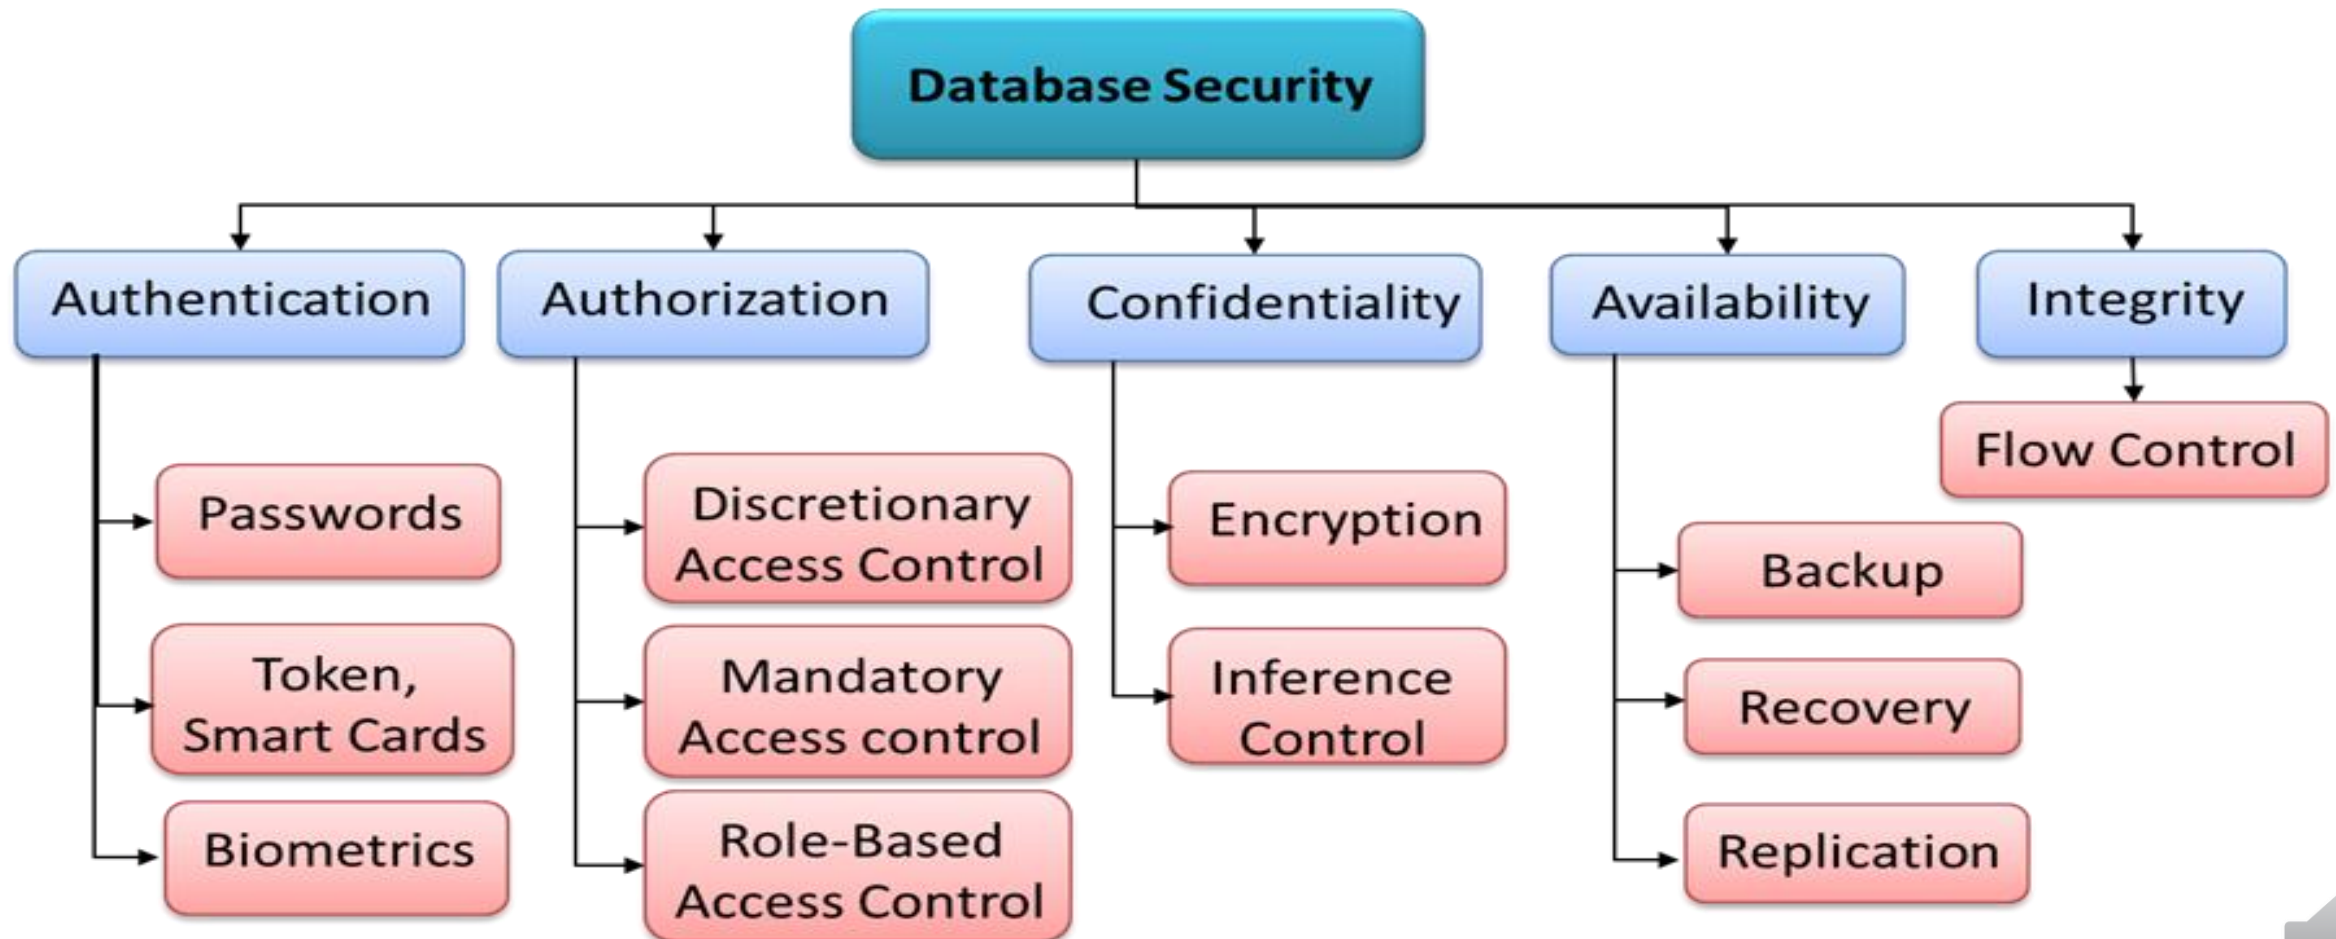 Database Security
Authentication
Authorization
Confidentiality
Availability
Integrity
Passwords
Token,
Smart Cards
Biometrics
Discretionary
Access Control
Mandatory
Access control
Role-Based
Access Control
Encryption
Inference
Control
Backup
Recovery
Replication
Flow Control